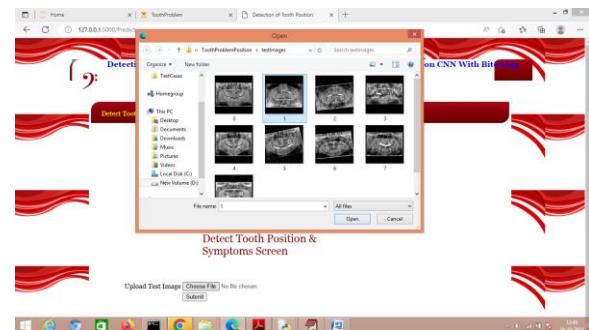 Home
ToothProblem
Detection of Tooth Position
127.0.0.1:5000/Predict
Open
ToothProblemPosition
testImages
Search testImages
Organize
New folder
TestCases
Homegroup
This PC
Desktop
Documents
Downloads
Music
Pictures
Videos
Local Disk (C:)
New Volume (D:)
0
1
2
3
4
5
6
7
File name: 1
All files
Open
Cancel
Detecti
on CNN With Bite
Detect Toot
Detect Tooth Position &
Symptoms Screen
Upload Test Image
Choose File
No file chosen
Submit